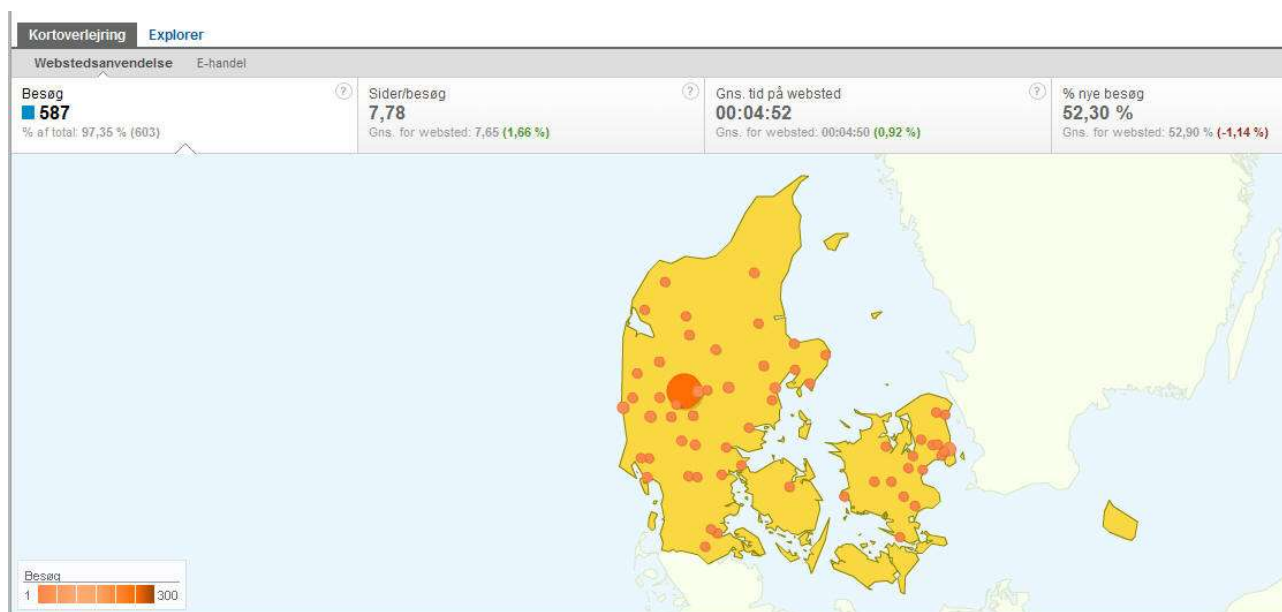 Kortoverlejring Explorer
Webstedsanvendelse E-handel
Besøg
587
% af total: 97,35 % (603)
Sider/besøg
7,78
Gns. for websted: 7,65 (1,66 %)
Gns. tid på websted
00:04:52
Gns. for websted: 00:04:50 (0,92 %)
% nye besøg
52,30 %
Gns. for websted: 52,90 % (-1,14 %)
Besøg
1 300